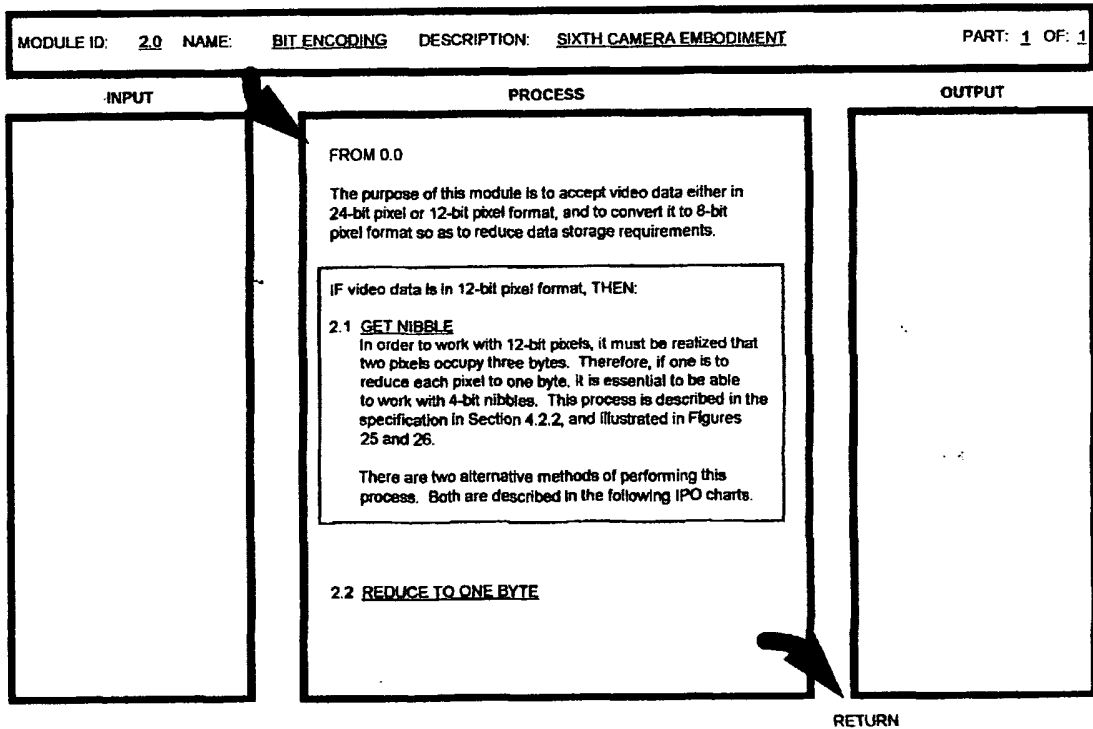 MODULE ID: 2.0 NAME: BIT ENCODING DESCRIPTION: SIXTH CAMERA EMBODIMENT PART: 1 OF: 1
INPUT PROCESS OUTPUT
FROM 0.0
The purpose of this module is to accept video data either in
24-bit pixel or 12-bit pixel format, and to convert it to 8-bit
pixel format so as to reduce data storage requirements.
IF video data is in 12-bit pixel format, THEN:
2.1 GET NIBBLE
In order to work with 12-bit pixels, it must be realized that
two pixels occupy three bytes. Therefore, if one is to
reduce each pixel to one byte, it is essential to be able
to work with 4-bit nibbles. This process is described in the
specification in Section 4.2.2, and illustrated in Figures
25 and 26.
There are two alternative methods of performing this
process. Both are described in the following IPO charts.
2.2 REDUCE TO ONE BYTE
RETURN